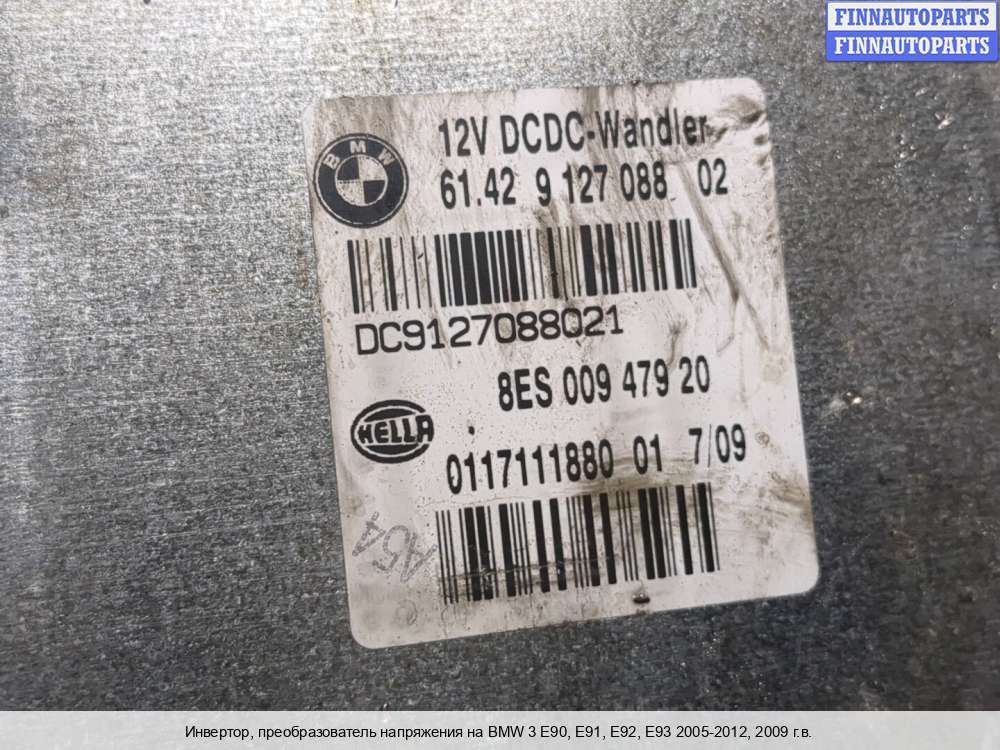 FINNAUTOPARTS
FINNAUTOPARTS
12V DCDC-Wandler
BMW
61.42 9 127 088 02
DC9127088021
8ES 009 479 20
HELLA
0117111880 01 7/09
A64
Инвертор, преобразователь напряжения на BMW 3 E90, E91, E92, E93 2005-2012, 2009 г.в.